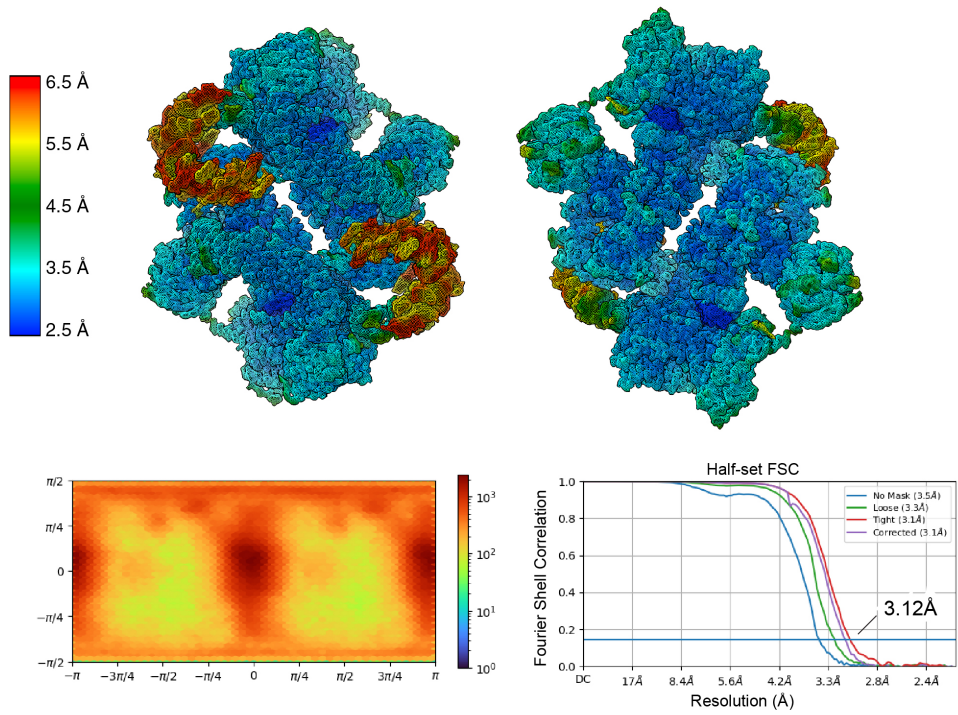 6.5 Å
5.5 Å
4.5 Å
3.5 Å
2.5 Å
π/2
π/4
0
−π/4
−π/2
−π
−3π/4
−π/2
−π/4
0
π/4
π/2
3π/4
π
10³
10²
10¹
10⁰
Half-set FSC
Fourier Shell Correlation
1.0
0.8
0.6
0.4
0.2
0.0
No Mask (3.5Å)
Loose (3.3Å)
Tight (3.1Å)
Corrected (3.1Å)
3.12Å
DC
17Å
8.4Å
5.6Å
4.2Å
3.3Å
2.8Å
2.4Å
Resolution (Å)